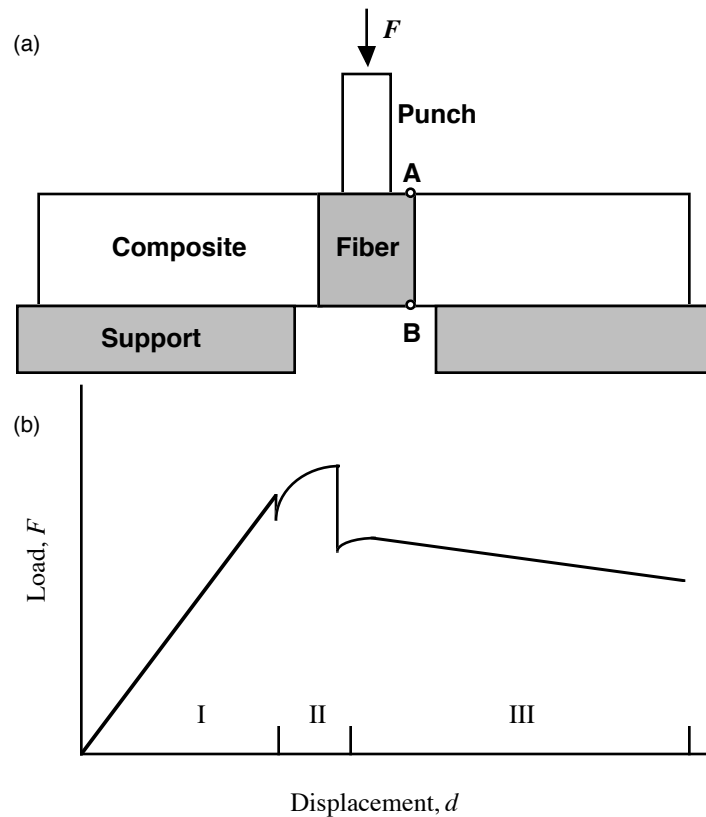 (a)
F
Punch
A
Composite
Fiber
Support
B
(b)
Load, F
I II III
Displacement, d